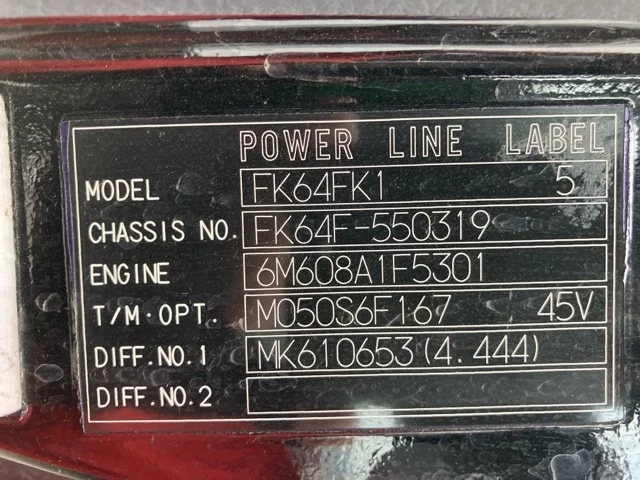 POWER LINE LABEL
MODEL FK64FK1 5
CHASSIS NO. FK64F-550319
ENGINE 6M608A1F5301
T/M·OPT. M050S6F167 45V
DIFF.NO.1 MK610653(4.444)
DIFF.NO.2